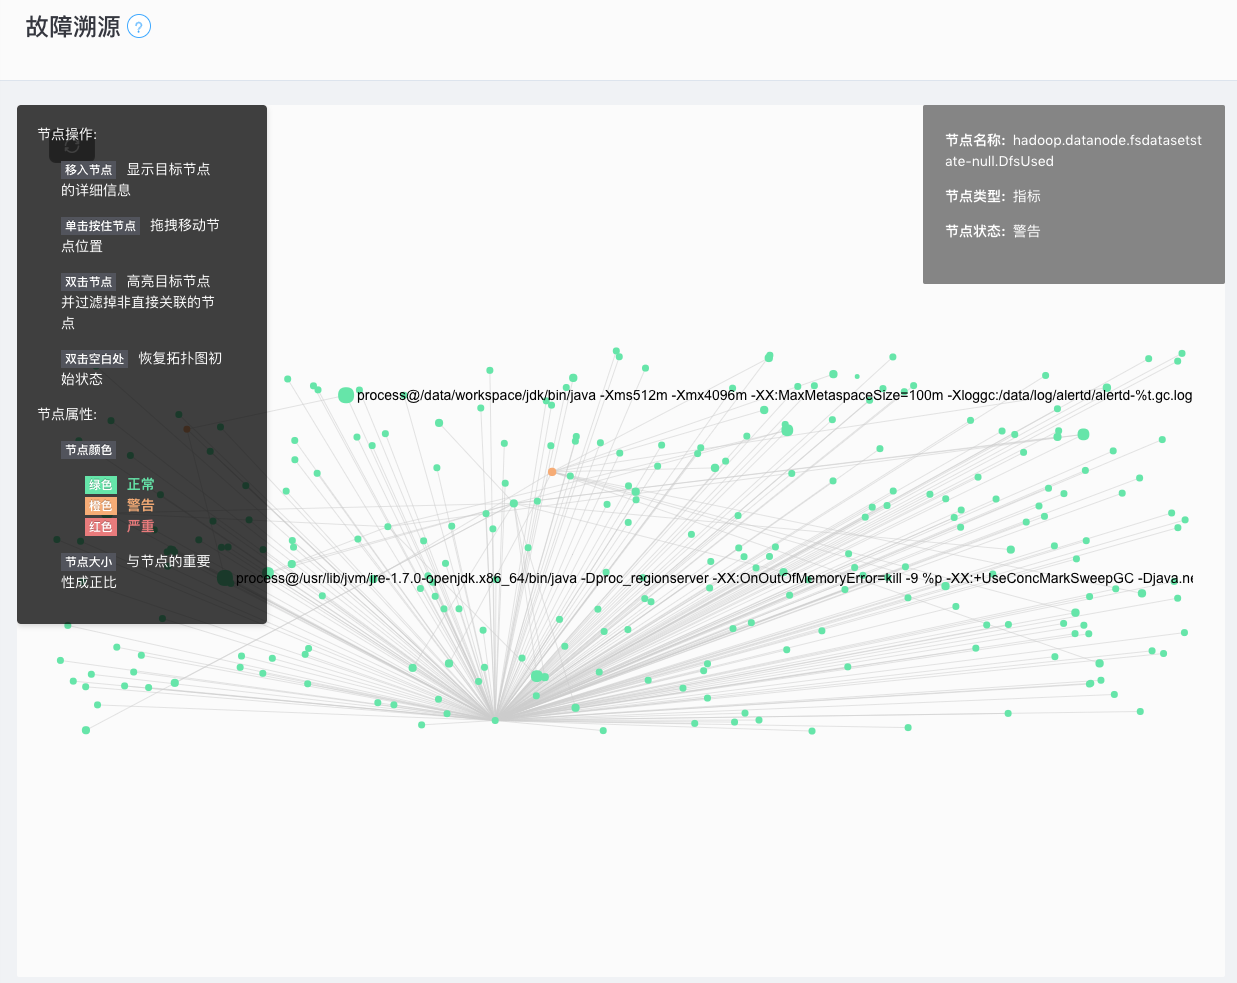 故障溯源 ?
节点操作:
移入节点 显示目标节点
的详细信息
单击按住节点 拖拽移动节
点位置
双击节点 高亮目标节点
并过滤掉非直接关联的节
点
双击空白处 恢复拓扑图初
始状态
节点属性:
节点颜色
绿色 正常
橙色 警告
红色 严重
节点大小 与节点的重要
性成正比
节点名称: hadoop.datanode.fsdatasetst
ate-null.DfsUsed
节点类型: 指标
节点状态: 警告
process@/data/workspace/jdk/bin/java -Xms512m -Xmx4096m -XX:MaxMetaspaceSize=100m -Xloggc:/data/log/alertd/alertd-%t.gc.log
process@/usr/lib/jvm/jre-1.7.0-openjdk.x86_64/bin/java -Dproc_regionserver -XX:OnOutOfMemoryError=kill -9 %p -XX:+UseConcMarkSweepGC -Djava.ne